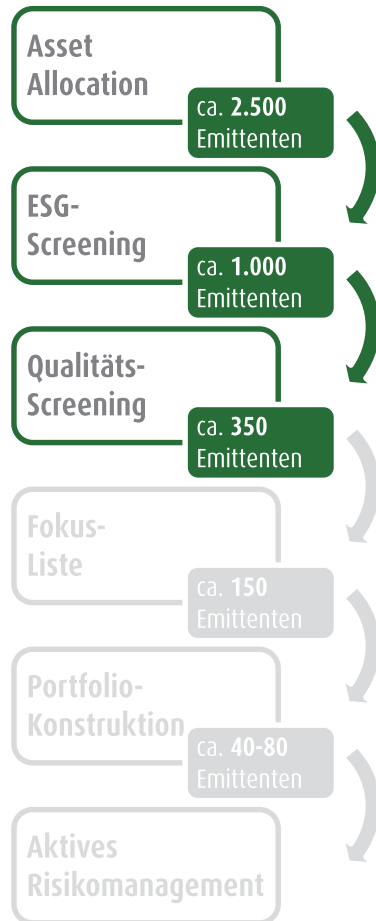 Asset
Allocation
ca. 2.500
Emittenten
ESG-
Screening
ca. 1.000
Emittenten
Qualitäts-
Screening
ca. 350
Emittenten
Fokus-
Liste
ca. 150
Emittenten
Portfolio-
Konstruktion
ca. 40-80
Emittenten
Aktives
Risikomanagement